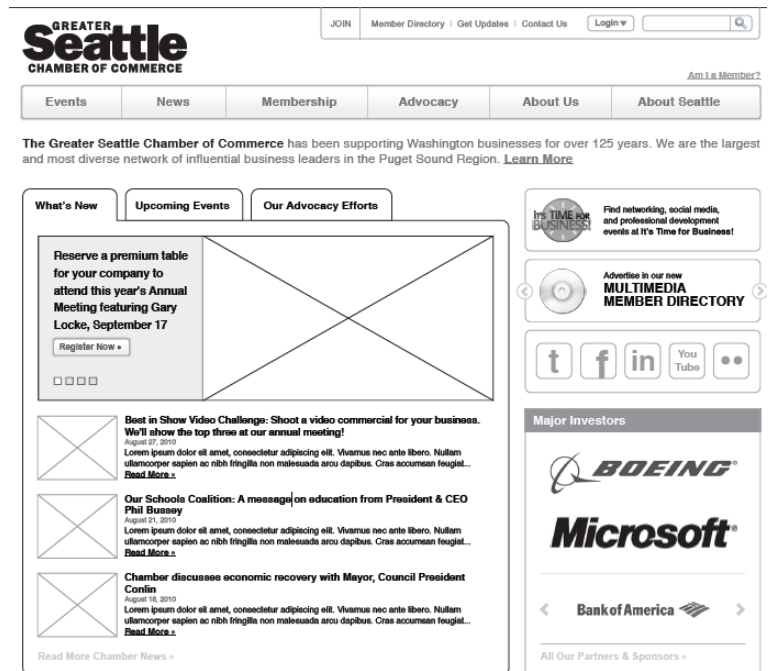 GREATER
Seattle
CHAMBER OF COMMERCE
JOIN
Member Directory | Get Updates | Contact Us
Login ▾
Am I a Member?
Events News Membership Advocacy About Us About Seattle
The Greater Seattle Chamber of Commerce has been supporting Washington businesses for over 125 years. We are the largest
and most diverse network of influential business leaders in the Puget Sound Region. Learn More
What's New Upcoming Events Our Advocacy Efforts
Reserve a premium table
for your company to
attend this year's Annual
Meeting featuring Gary
Locke, September 17
Register Now »
Best in Show Video Challenge: Shoot a video commercial for your business.
We'll show the top three at our annual meeting!
August 27, 2010
Lorem ipsum dolor sit amet, consectetur adipiscing elit. Vivamus nec ante libero. Nullam
ullamcorper sapien ac nibh fringilla non malesuada arcu dapibus. Cras accumsan feugiat...
Read More »
Our Schools Coalition: A message on education from President & CEO
Phil Bussey
August 21, 2010
Lorem ipsum dolor sit amet, consectetur adipiscing elit. Vivamus nec ante libero. Nullam
ullamcorper sapien ac nibh fringilla non malesuada arcu dapibus. Cras accumsan feugiat...
Read More »
Chamber discusses economic recovery with Mayor, Council President
Conlin
August 18, 2010
Lorem ipsum dolor sit amet, consectetur adipiscing elit. Vivamus nec ante libero. Nullam
ullamcorper sapien ac nibh fringilla non malesuada arcu dapibus. Cras accumsan feugiat...
Read More »
Read More Chamber News »
It's TIME FOR
BUSINESS!
Find networking, social media,
and professional development
events at It's Time for Business!
Advertise in our new
MULTIMEDIA
MEMBER DIRECTORY
t f in You
Tube
Major Investors
BOEING
Microsoft
Bank of America
All Our Partners & Sponsors »